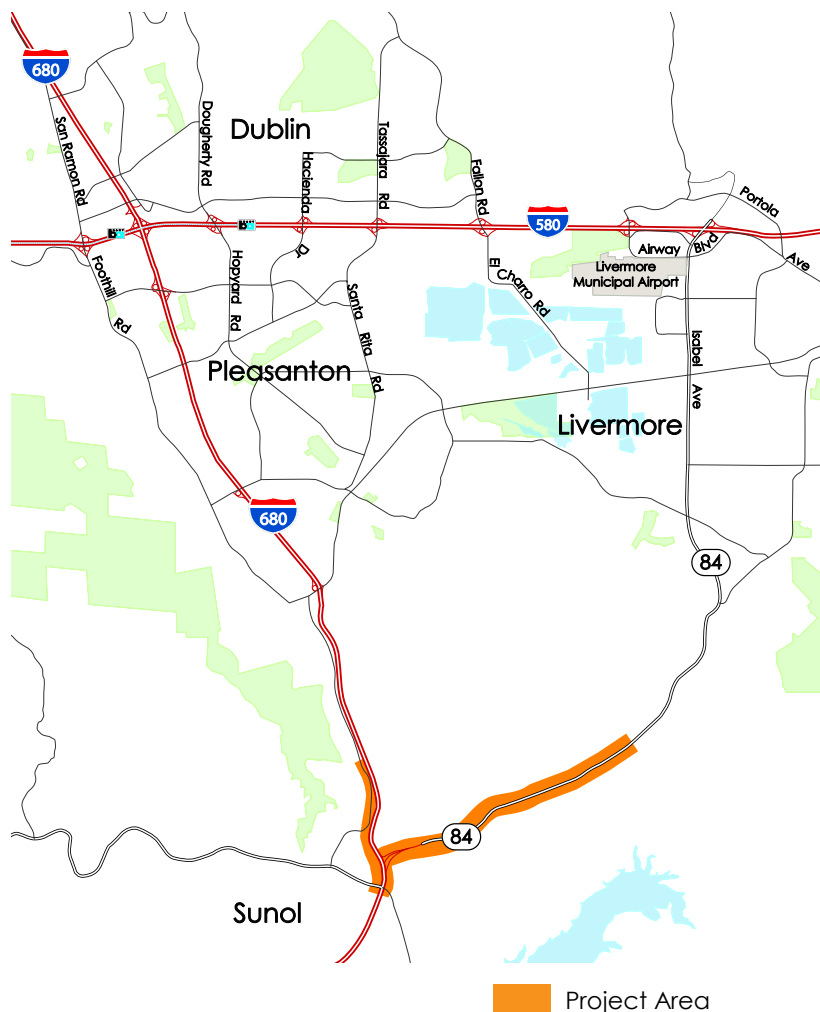 680
San Ramon Rd
Dougherty Rd
Dublin
Hacienda
Dr
Tassajara Rd
Fallon Rd
580
Portola
Ave
Airway
Blvd
Livermore
Municipal Airport
Foothill
Rd
Hopyard Rd
El Charro Rd
Santa Rita Rd
Isabel Ave
Pleasanton
Livermore
680
84
84
Sunol
Project Area